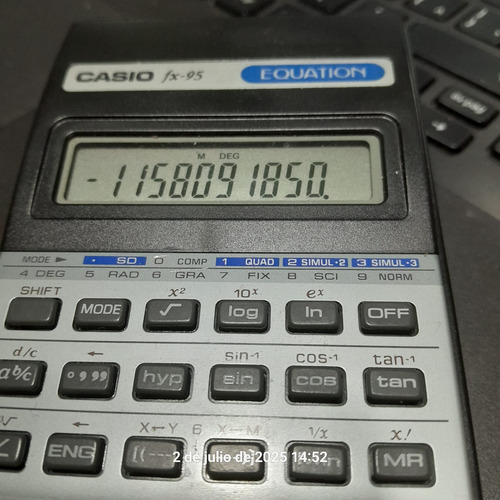 CASIO fx-95 EQUATION
M DEG
-1158091850.
MODE ► · SD 0 COMP 1 QUAD 2 SIMUL·2 3 SIMUL·3
4 DEG 5 RAD 6 GRA 7 FIX 8 SCI 9 NORM
SHIFT x² 10ˣ eˣ
MODE √ log ln OFF
d/c ← sin-1 cos-1 tan-1
ab/c ° ' " hyp sin cos tan
← X↔Y 6 X↔M 1/x x!
ENG [( MR
2 de julio de 2025 14:52